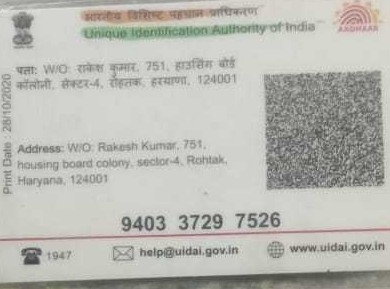 भारतीय विशिष्ट पहचान प्राधिकरण
Unique Identification Authority of India
AADHAAR
पता: W/O: राकेश कुमार, 751, हाउसिंग बोर्ड
कॉलोनी, सेक्टर-4, रोहतक, हरयाणा, 124001
Print Date : 28/10/2020
Address: W/O: Rakesh Kumar, 751,
housing board colony, sector-4, Rohtak,
Haryana, 124001
9403 3729 7526
1947 help@uidai.gov.in www.uidai.gov.in